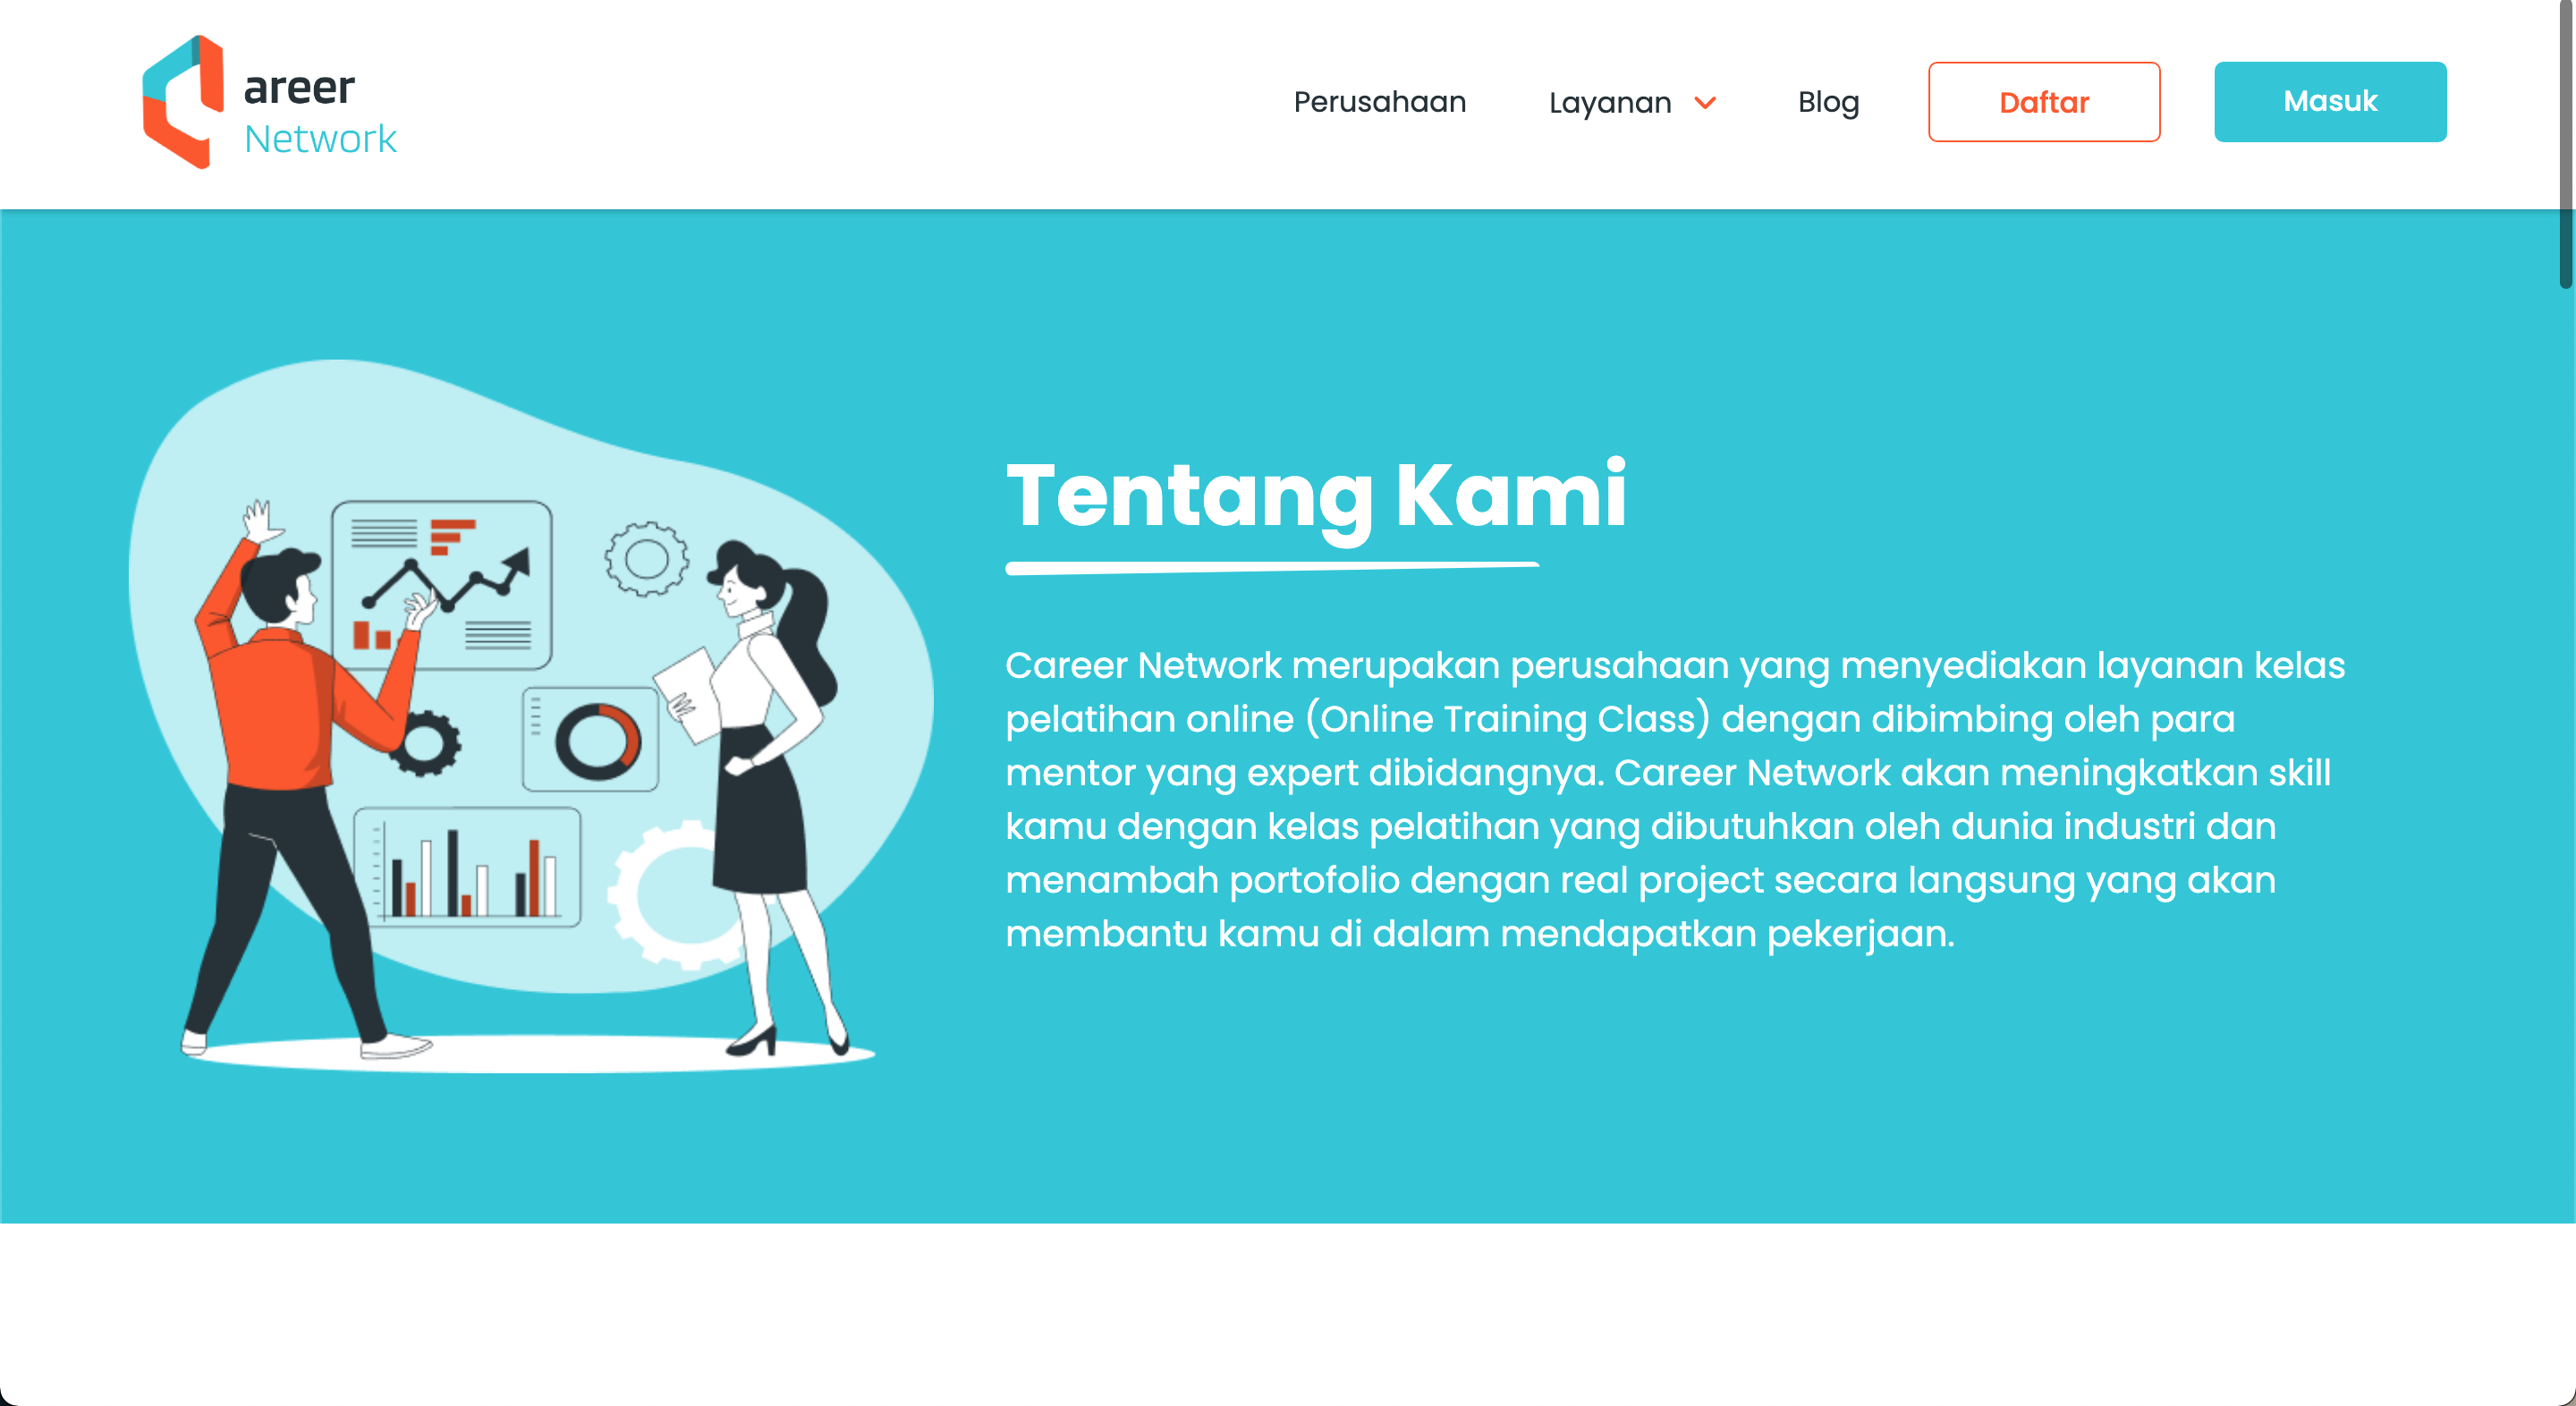 areer
Network
Perusahaan
Layanan
Blog
Daftar
Masuk
Tentang Kami
Career Network merupakan perusahaan yang menyediakan layanan kelas
pelatihan online (Online Training Class) dengan dibimbing oleh para
mentor yang expert dibidangnya. Career Network akan meningkatkan skill
kamu dengan kelas pelatihan yang dibutuhkan oleh dunia industri dan
menambah portofolio dengan real project secara langsung yang akan
membantu kamu di dalam mendapatkan pekerjaan.